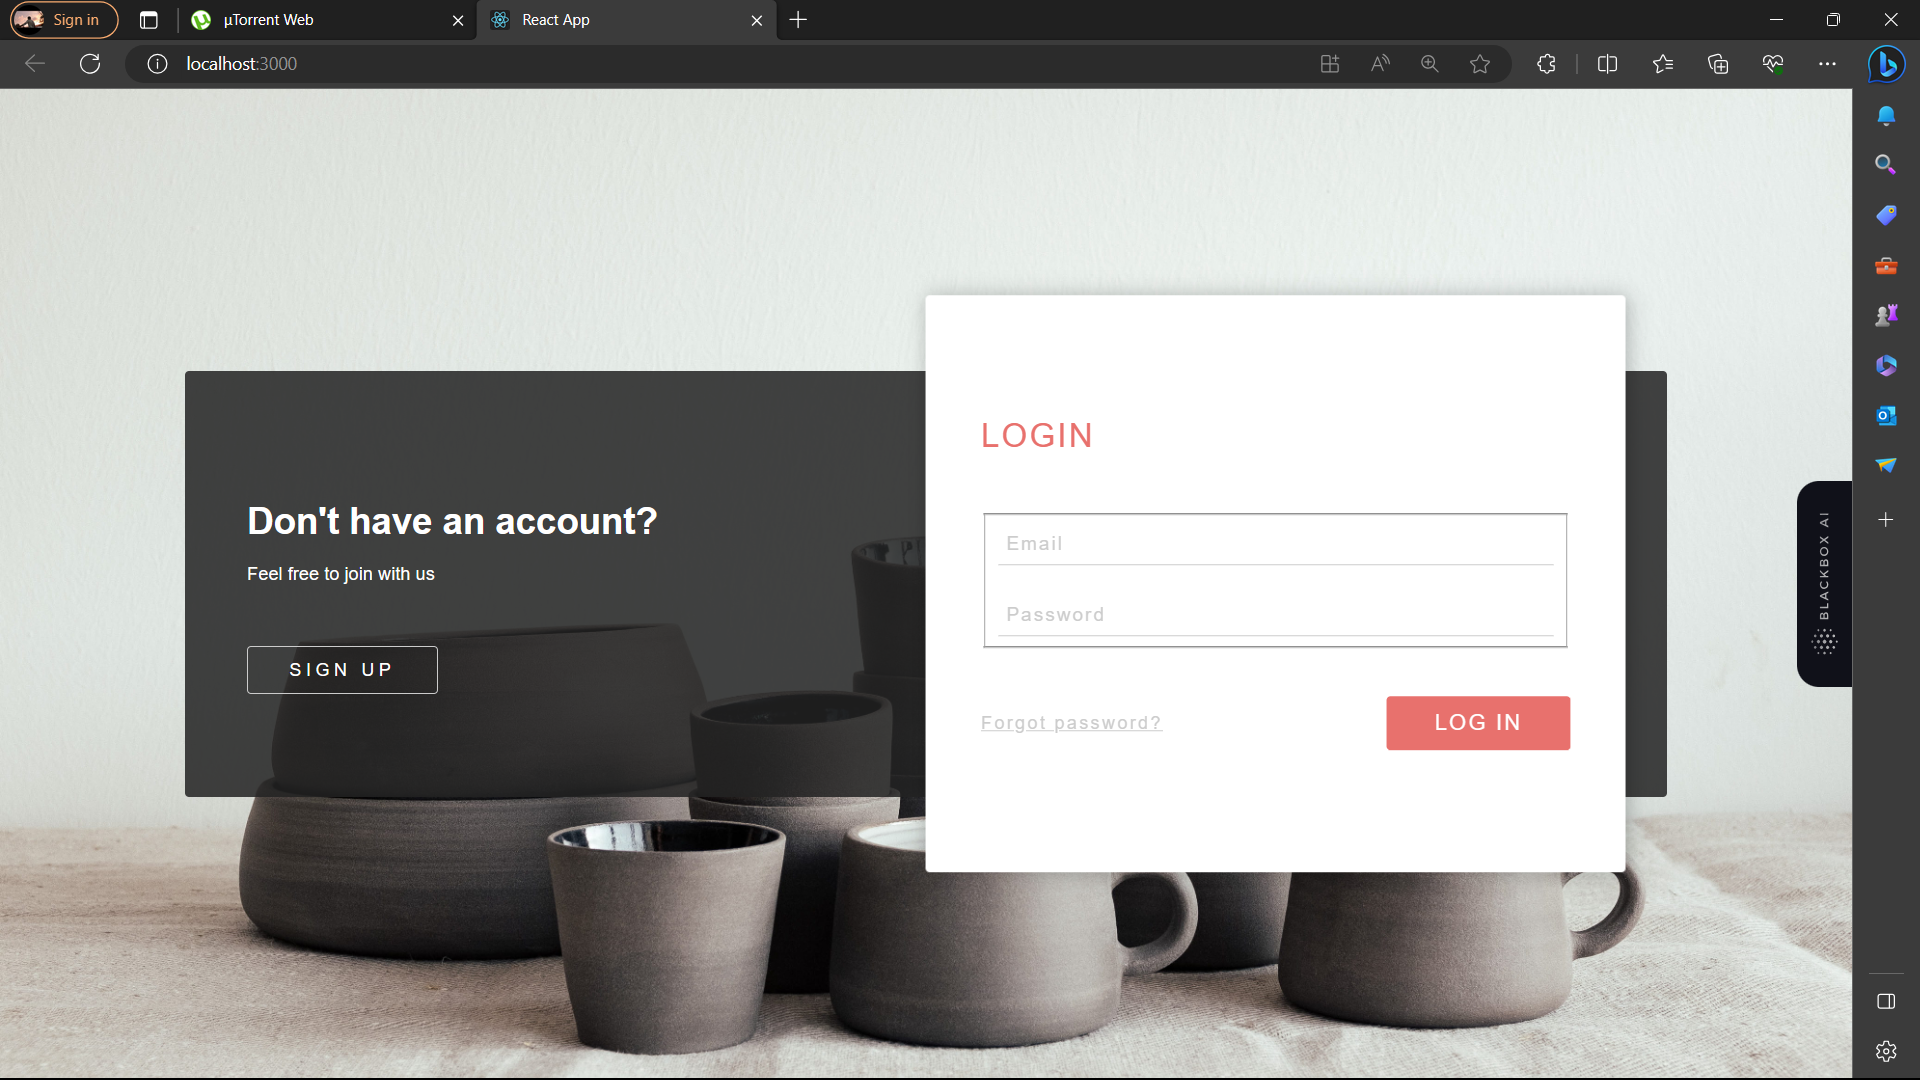 Sign in
µTorrent Web
React App
localhost:3000
Don't have an account?
Feel free to join with us
SIGN UP
LOGIN
Email
Password
Forgot password?
LOG IN
BLACKBOX AI